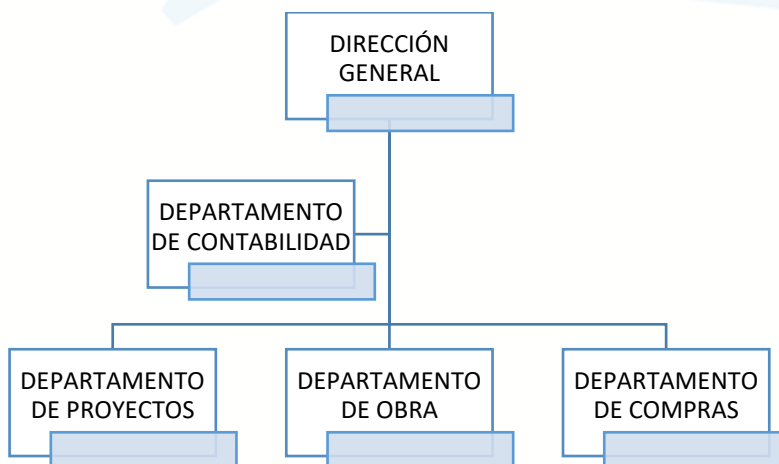 DIRECCIÓN
GENERAL
DEPARTAMENTO
DE CONTABILIDAD
DEPARTAMENTO
DE PROYECTOS
DEPARTAMENTO
DE OBRA
DEPARTAMENTO
DE COMPRAS